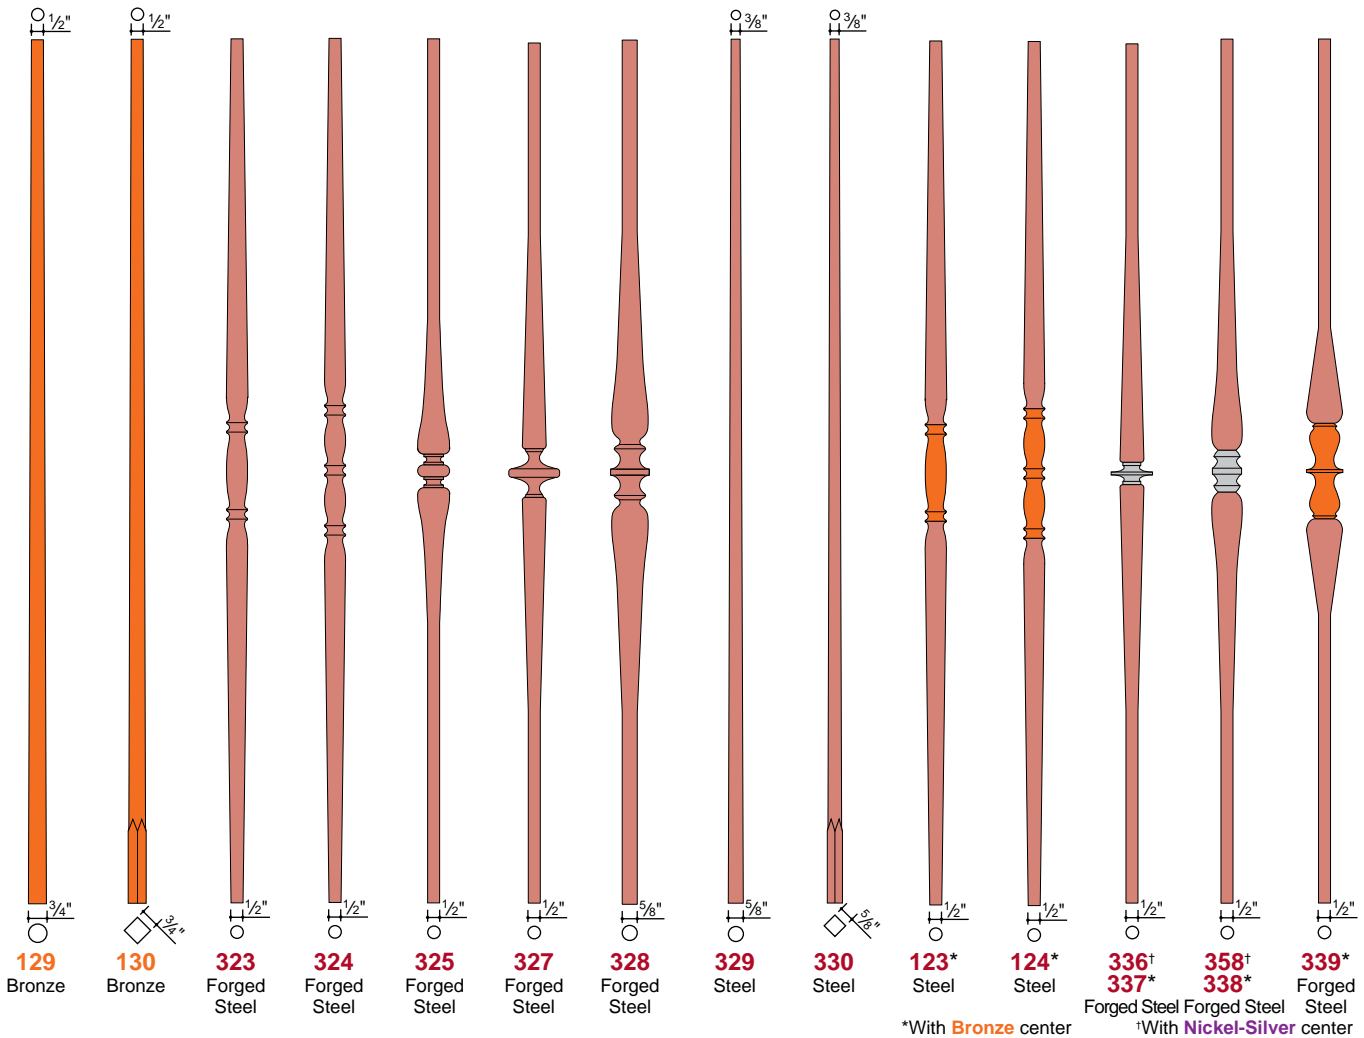 1/2" 1/2" 3/8" 3/8"
3/4" 3/4" 1/2" 1/2" 1/2" 1/2" 5/8" 5/8" 5/8" 1/2" 1/2" 1/2" 1/2" 1/2"
129
Bronze
130
Bronze
323
Forged
Steel
324
Forged
Steel
325
Forged
Steel
327
Forged
Steel
328
Forged
Steel
329
Steel
330
Steel
123*
Steel
124*
Steel
336†
337*
Forged Steel
358†
338*
Forged Steel
339*
Forged
Steel
*With Bronze center
†With Nickel-Silver center